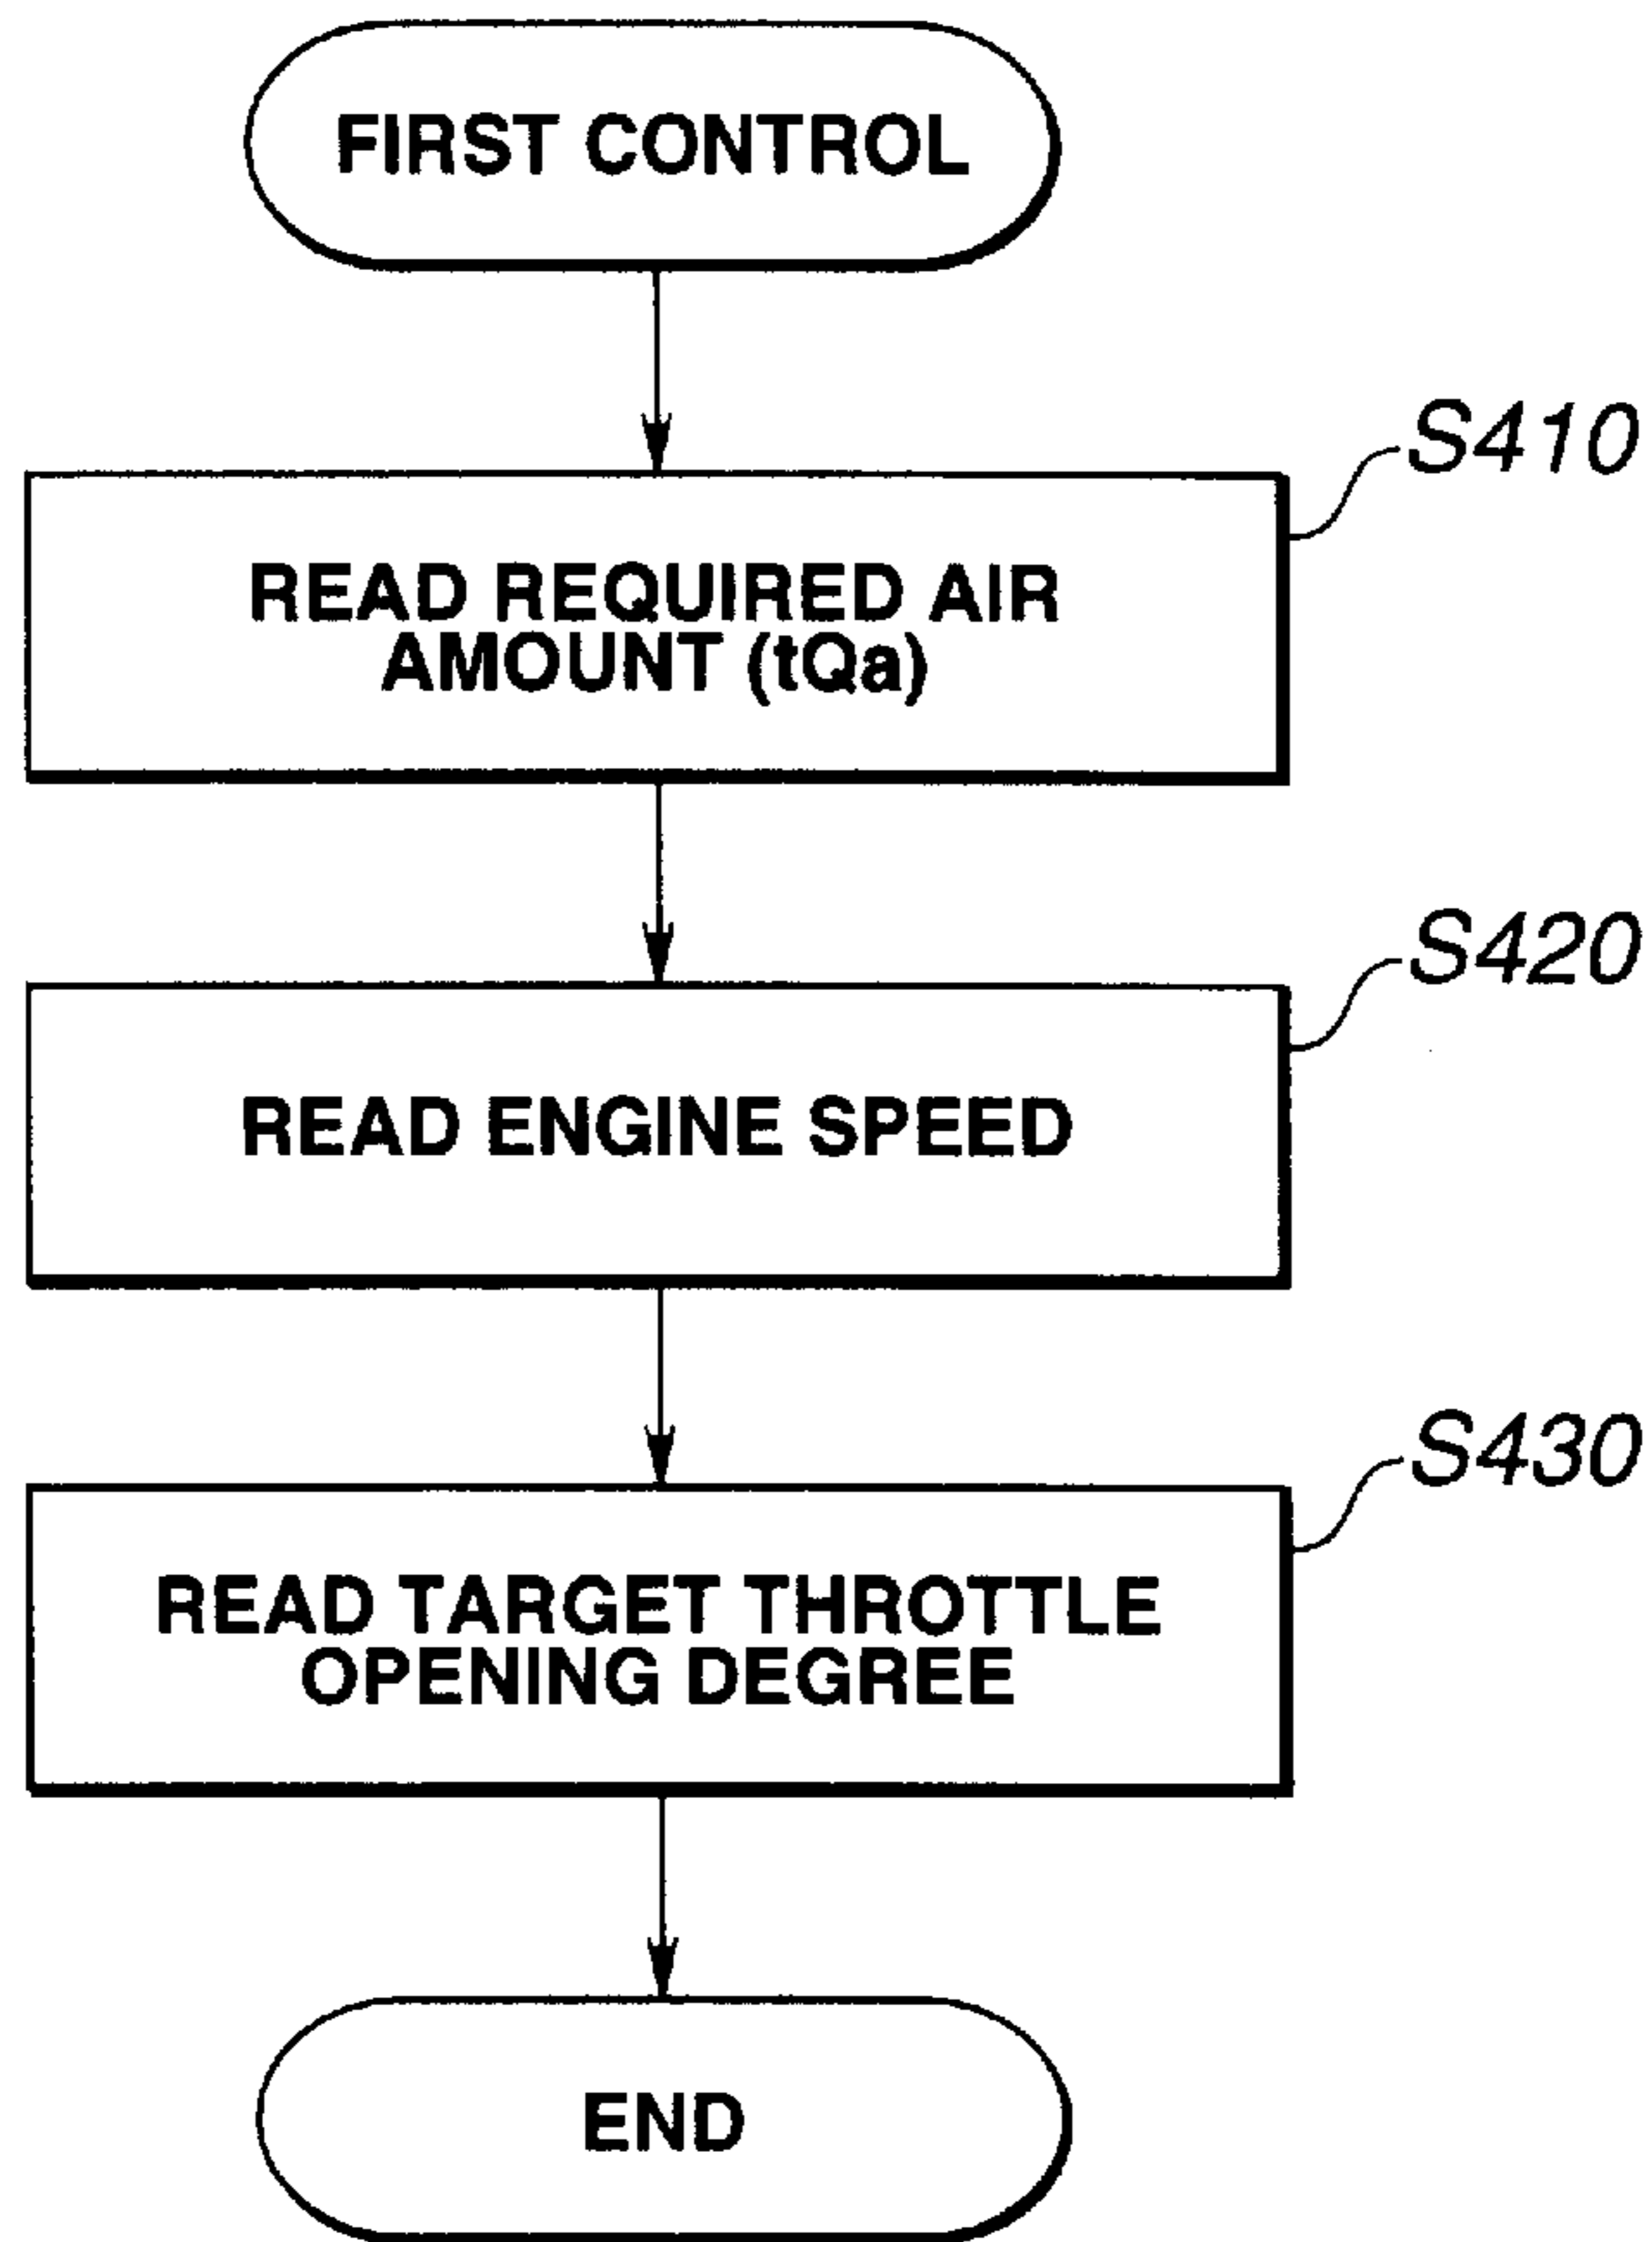 FIRST CONTROL
S410
READ REQUIRED AIR
AMOUNT (tQa)
S420
READ ENGINE SPEED
S430
READ TARGET THROTTLE
OPENING DEGREE
END